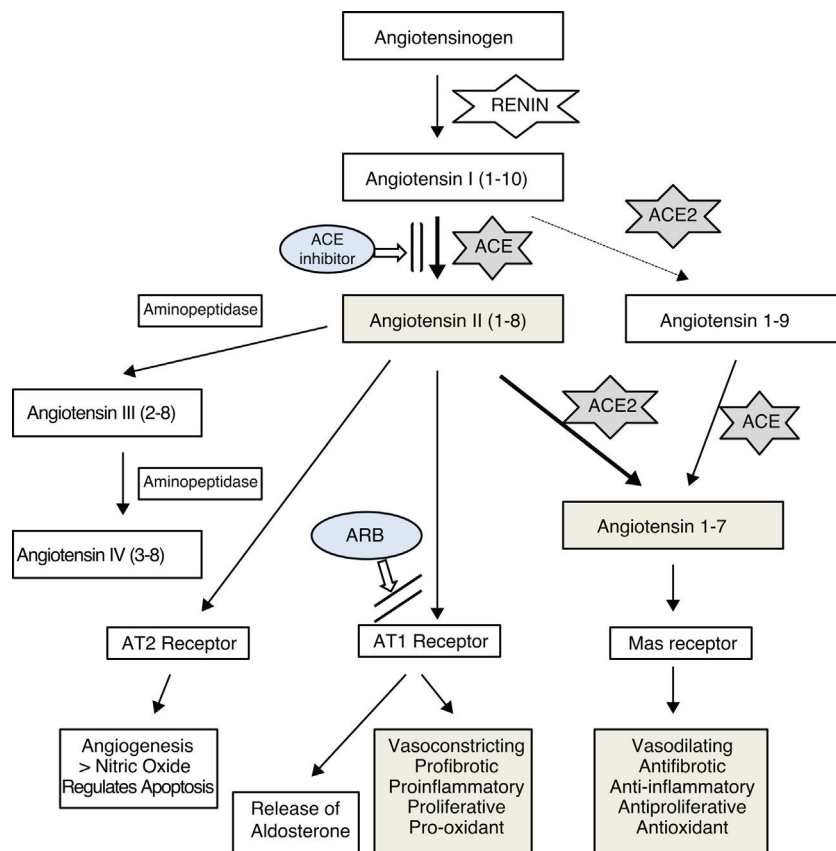 Angiotensinogen
RENIN
Angiotensin I (1-10)
ACE2
ACE
inhibitor
ACE
Aminopeptidase
Angiotensin II (1-8)
Angiotensin 1-9
Angiotensin III (2-8)
ACE2
ACE
Aminopeptidase
Angiotensin 1-7
ARB
Angiotensin IV (3-8)
AT2 Receptor
AT1 Receptor
Mas receptor
Angiogenesis
> Nitric Oxide
Regulates Apoptosis
Release of
Aldosterone
Vasoconstricting
Profibrotic
Proinflammatory
Proliferative
Pro-oxidant
Vasodilating
Antifibrotic
Anti-inflammatory
Antiproliferative
Antioxidant